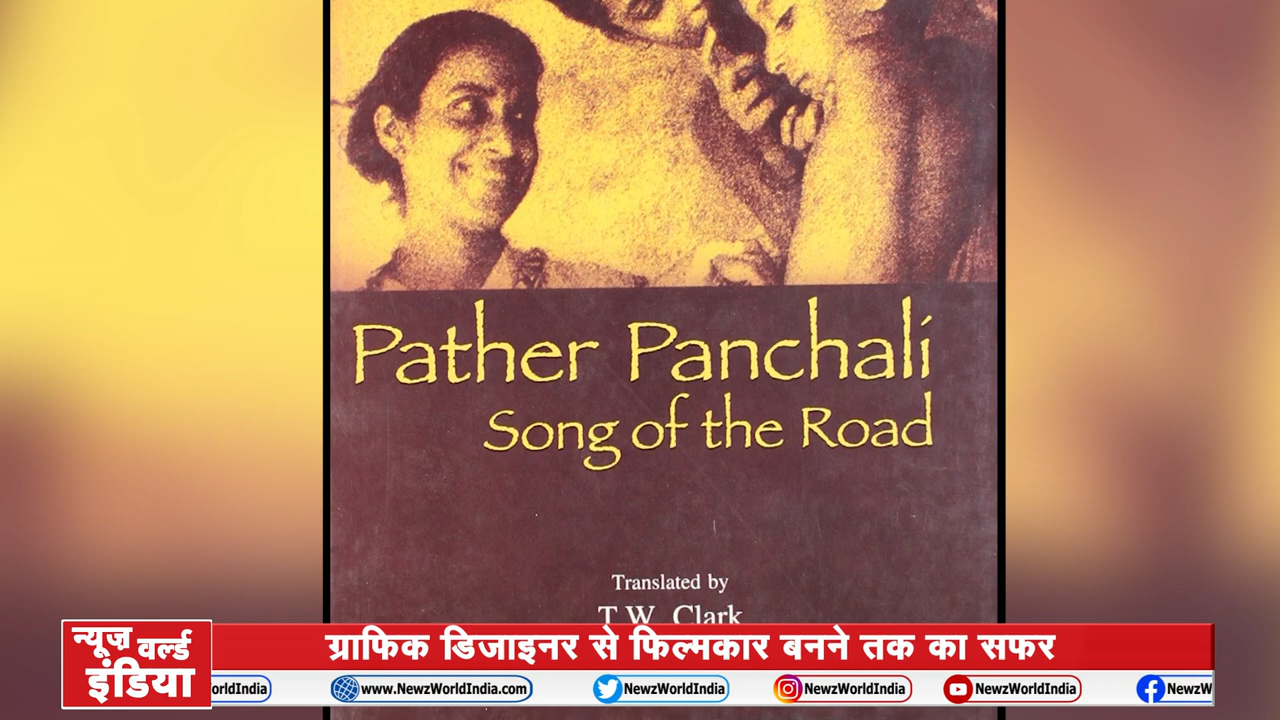 Pather Panchali
Song of the Road
Translated by
T.W. Clark
न्यूज़ वर्ल्ड
इंडिया
ग्राफिक डिजाइनर से फिल्मकार बनने तक का सफर
www.NewzWorldIndia.com
NewzWorldIndia
NewzWorldIndia
NewzWorldIndia